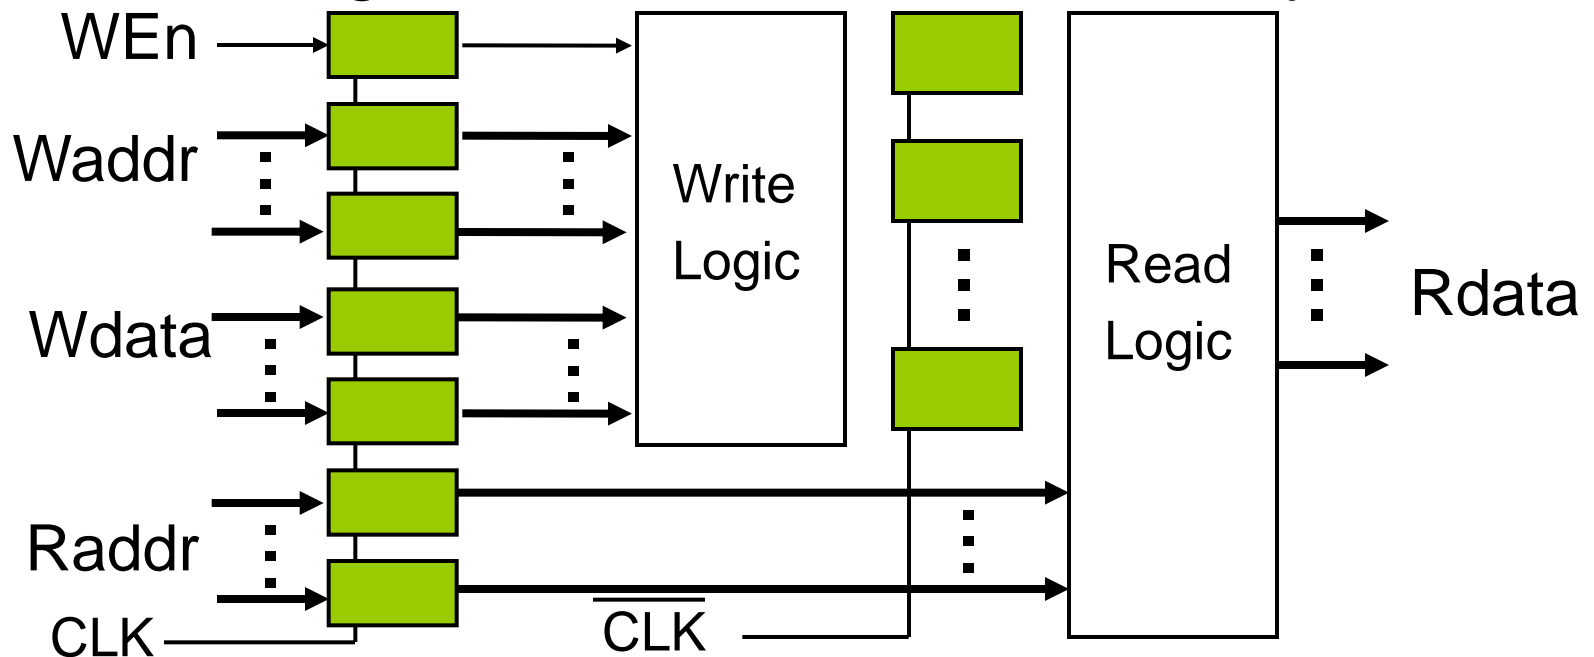 WEn
Waddr
Write
Logic
Wdata
Read
Logic
Rdata
Raddr
CLK
CLK